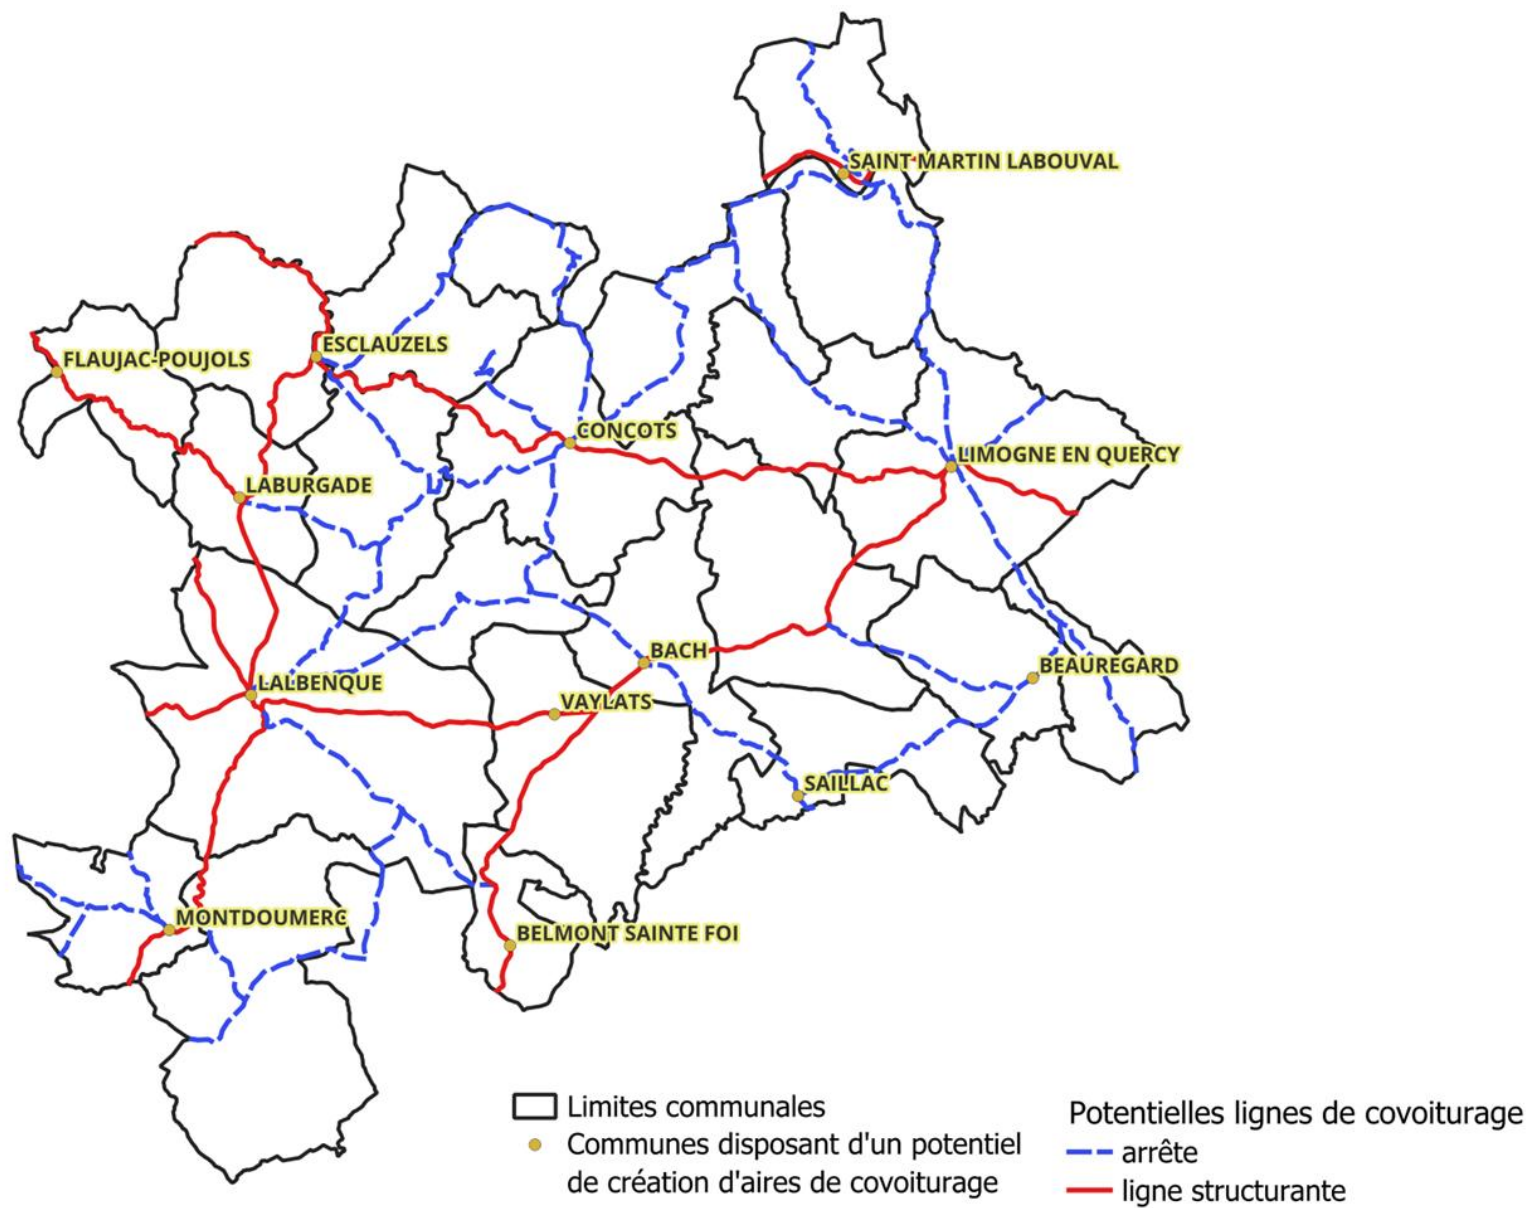 SAINT MARTIN LABOUVAL
ESCLAUZELS
FLAUJAC-POUJOLS
CONCOTS
LIMOGNE EN QUERCY
LABURGADE
BACH
BEAUREGARD
LALBENQUE
VAYLATS
SAILLAC
MONTDOUMERC
BELMONT SAINTE FOI
Limites communales
Communes disposant d'un potentiel
de création d'aires de covoiturage
Potentielles lignes de covoiturage
arrête
ligne structurante